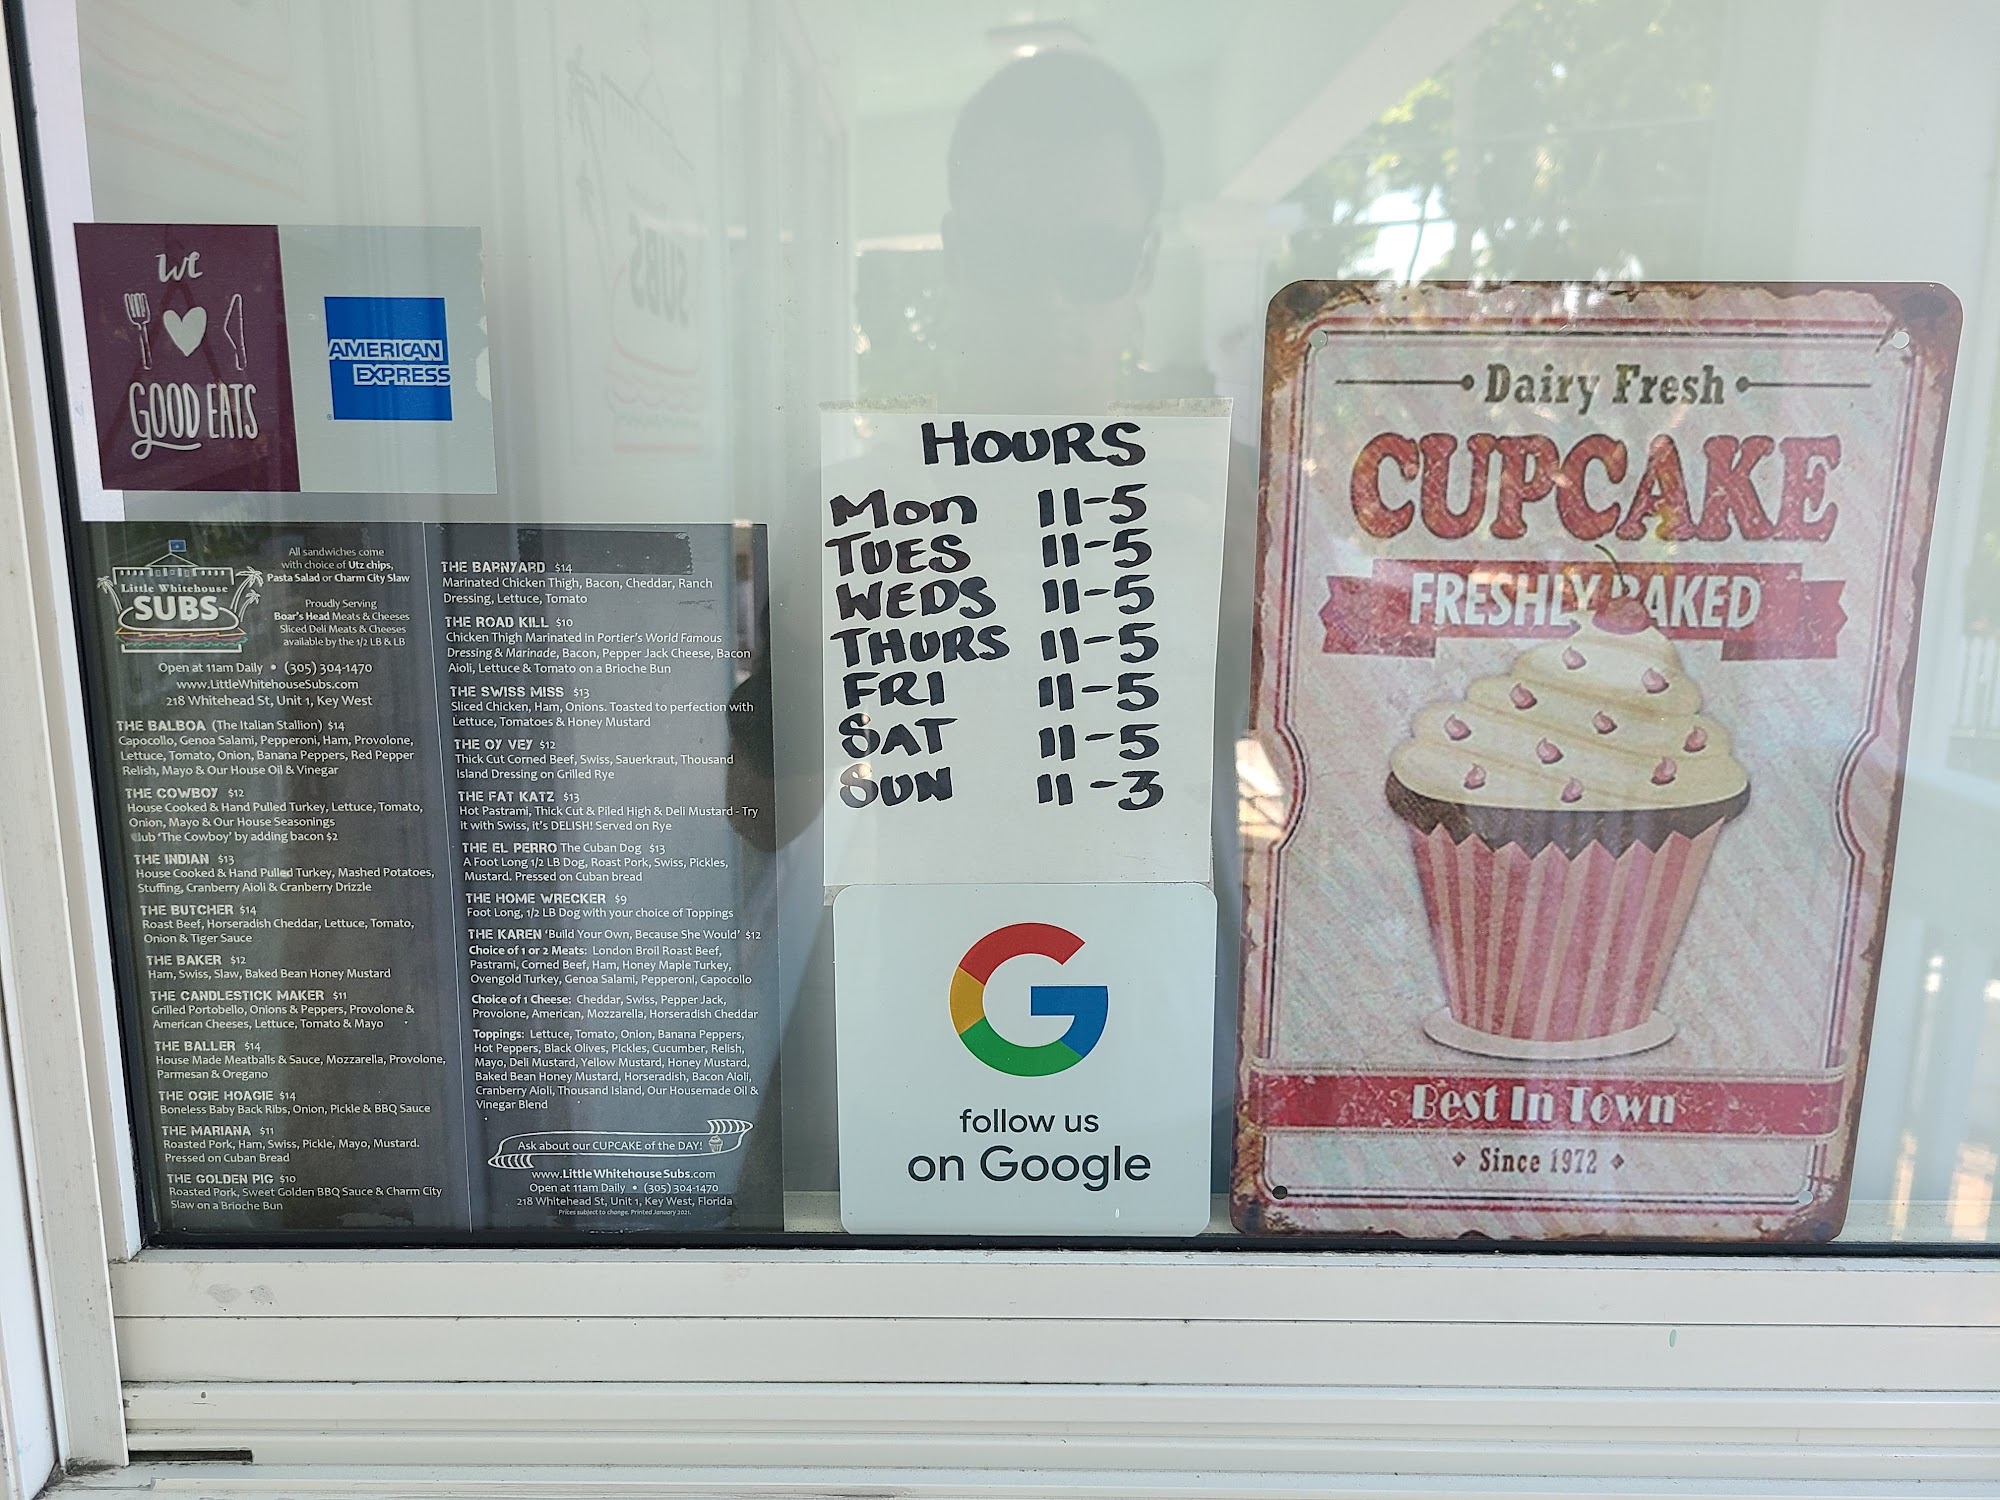 we
GOOD EATS
AMERICAN
EXPRESS
Little Whitehouse
SUBS
All sandwiches come
with choice of Utz chips,
Pasta Salad or Charm City Slaw
Proudly Serving
Boar's Head Meats & Cheeses
Sliced Deli Meats & Cheeses
available by the 1/2 LB & LB
Open at 11am Daily • (305) 304-1470
www.LittleWhitehouseSubs.com
218 Whitehead St, Unit 1, Key West
THE BALBOA (The Italian Stallion) $14
Capocollo, Genoa Salami, Pepperoni, Ham, Provolone,
Lettuce, Tomato, Onion, Banana Peppers, Red Pepper
Relish, Mayo & Our House Oil & Vinegar
THE COWBOY $12
House Cooked & Hand Pulled Turkey, Lettuce, Tomato,
Onion, Mayo & Our House Seasonings
Club 'The Cowboy' by adding bacon $2
THE INDIAN $13
House Cooked & Hand Pulled Turkey, Mashed Potatoes,
Stuffing, Cranberry Aioli & Cranberry Drizzle
THE BUTCHER $14
Roast Beef, Horseradish Cheddar, Lettuce, Tomato,
Onion & Tiger Sauce
THE BAKER $12
Ham, Swiss, Slaw, Baked Bean Honey Mustard
THE CANDLESTICK MAKER $11
Grilled Portobello, Onions & Peppers, Provolone &
American Cheeses, Lettuce, Tomato & Mayo
THE BALLER $14
House Made Meatballs & Sauce, Mozzarella, Provolone,
Parmesan & Oregano
THE OGIE HOAGIE $14
Boneless Baby Back Ribs, Onion, Pickle & BBQ Sauce
THE MARIANA $11
Roasted Pork, Ham, Swiss, Pickle, Mayo, Mustard.
Pressed on Cuban Bread
THE GOLDEN PIG $10
Roasted Pork, Sweet Golden BBQ Sauce & Charm City
Slaw on a Brioche Bun
THE BARNYARD $14
Marinated Chicken Thigh, Bacon, Cheddar, Ranch
Dressing, Lettuce, Tomato
THE ROAD KILL $10
Chicken Thigh Marinated in Portier's World Famous
Dressing & Marinade, Bacon, Pepper Jack Cheese, Bacon
Aioli, Lettuce & Tomato on a Brioche Bun
THE SWISS MISS $13
Sliced Chicken, Ham, Onions. Toasted to perfection with
Lettuce, Tomatoes & Honey Mustard
THE OY VEY $12
Thick Cut Corned Beef, Swiss, Sauerkraut, Thousand
Island Dressing on Grilled Rye
THE FAT KATZ $13
Hot Pastrami, Thick Cut & Piled High & Deli Mustard - Try
it with Swiss, it's DELISH! Served on Rye
THE EL PERRO The Cuban Dog $13
A Foot Long 1/2 LB Dog, Roast Pork, Swiss, Pickles,
Mustard. Pressed on Cuban bread
THE HOME WRECKER $9
Foot Long, 1/2 LB Dog with your choice of Toppings
THE KAREN 'Build Your Own, Because She Would' $12
Choice of 1 or 2 Meats: London Broil Roast Beef,
Pastrami, Corned Beef, Ham, Honey Maple Turkey,
Ovengold Turkey, Genoa Salami, Pepperoni, Capocollo
Choice of 1 Cheese: Cheddar, Swiss, Pepper Jack,
Provolone, American, Mozzarella, Horseradish Cheddar
Toppings: Lettuce, Tomato, Onion, Banana Peppers,
Hot Peppers, Black Olives, Pickles, Cucumber, Relish,
Mayo, Deli Mustard, Yellow Mustard, Honey Mustard,
Baked Bean Honey Mustard, Horseradish, Bacon Aioli,
Cranberry Aioli, Thousand Island, Our Housemade Oil &
Vinegar Blend
Ask about our CUPCAKE of the DAY!
www.LittleWhitehouseSubs.com
Open at 11am Daily • (305) 304-1470
218 Whitehead St, Unit 1, Key West, Florida
Prices subject to change. Printed January 2021.
HOURS
Mon 11-5
TUES 11-5
WEDS 11-5
THURS 11-5
FRI 11-5
SAT 11-5
SUN 11-3
G
follow us
on Google
Dairy Fresh
CUPCAKE
FRESHLY BAKED
Best In Town
Since 1972